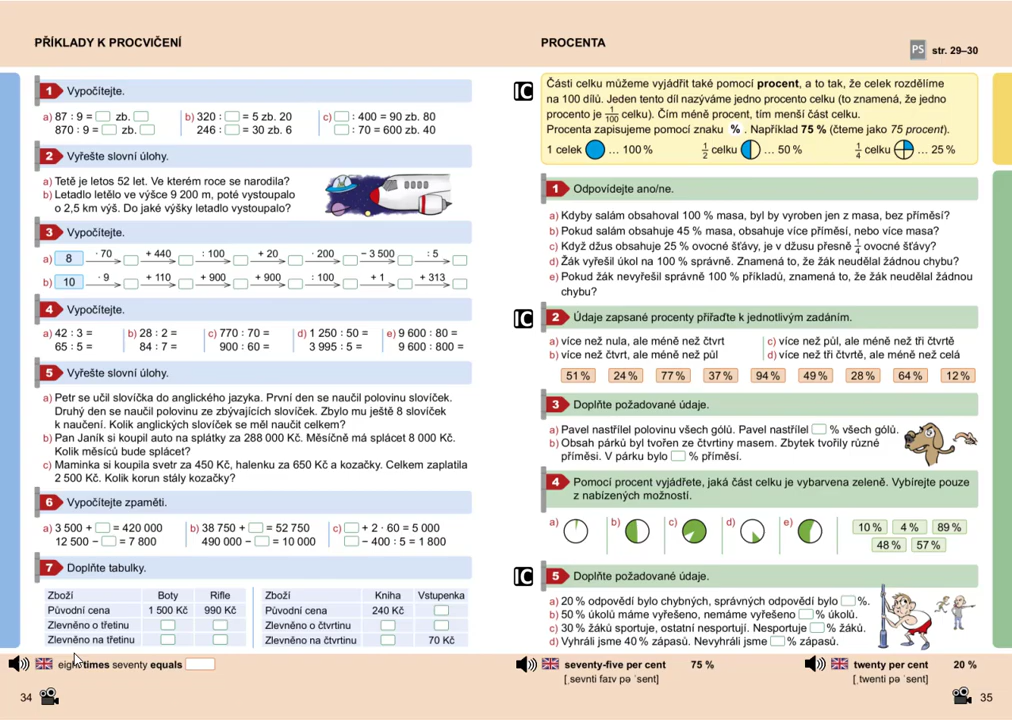 PŘÍKLADY K PROCVIČENÍ
1 Vypočítejte.
a) 87 : 9 = zb.
870 : 9 = zb.
b) 320 : = 5 zb. 20
246 : = 30 zb. 6
c) : 400 = 90 zb. 80
: 70 = 600 zb. 40
2 Vyřešte slovní úlohy.
a) Tetě je letos 52 let. Ve kterém roce se narodila?
b) Letadlo letělo ve výšce 9 200 m, poté vystoupalo
o 2,5 km výš. Do jaké výšky letadlo vystoupalo?
3 Vypočítejte.
a) 8 · 70 + 440 : 100 + 20 · 200 − 3 500 : 5
b) 10 · 9 + 110 + 900 + 900 : 100 + 1 + 313
4 Vypočítejte.
a) 42 : 3 =
65 : 5 =
b) 28 : 2 =
84 : 7 =
c) 770 : 70 =
900 : 60 =
d) 1 250 : 50 =
3 995 : 5 =
e) 9 600 : 80 =
9 600 : 800 =
5 Vyřešte slovní úlohy.
a) Petr se učil slovíčka do anglického jazyka. První den se naučil polovinu slovíček.
Druhý den se naučil polovinu ze zbývajících slovíček. Zbylo mu ještě 8 slovíček
k naučení. Kolik anglických slovíček se měl naučit celkem?
b) Pan Janík si koupil auto na splátky za 288 000 Kč. Měsíčně má splácet 8 000 Kč.
Kolik měsíců bude splácet?
c) Maminka si koupila svetr za 450 Kč, halenku za 650 Kč a kozačky. Celkem zaplatila
2 500 Kč. Kolik korun stály kozačky?
6 Vypočítejte zpaměti.
a) 3 500 + = 420 000
12 500 − = 7 800
b) 38 750 + = 52 750
490 000 − = 10 000
c) + 2 · 60 = 5 000
− 400 : 5 = 1 800
7 Doplňte tabulky.
Zboží Boty Rifle
Původní cena 1 500 Kč 990 Kč
Zlevněno o třetinu
Zlevněno na třetinu
Zboží Kniha Vstupenka
Původní cena 240 Kč
Zlevněno o čtvrtinu
Zlevněno na čtvrtinu 70 Kč
eight times seventy equals
34
PROCENTA
PS str. 29–30
Části celku můžeme vyjádřit také pomocí procent, a to tak, že celek rozdělíme
na 100 dílů. Jeden tento díl nazýváme jedno procento celku (to znamená, že jedno
procento je 1/100 celku). Čím méně procent, tím menší část celku.
Procenta zapisujeme pomocí znaku %. Například 75 % (čteme jako 75 procent).
1 celek … 100 % 1/2 celku … 50 % 1/4 celku … 25 %
1 Odpovídejte ano/ne.
a) Kdyby salám obsahoval 100 % masa, byl by vyroben jen z masa, bez příměsí?
b) Pokud salám obsahuje 45 % masa, obsahuje více příměsí, nebo více masa?
c) Když džus obsahuje 25 % ovocné šťávy, je v džusu přesně 1/4 ovocné šťávy?
d) Žák vyřešil úkol na 100 % správně. Znamená to, že žák neudělal žádnou chybu?
e) Pokud žák nevyřešil správně 100 % příkladů, znamená to, že žák neudělal žádnou
chybu?
IC
IC
2 Údaje zapsané procenty přiřaďte k jednotlivým zadáním.
a) více než nula, ale méně než čtvrt
b) více než čtvrt, ale méně než půl
c) více než půl, ale méně než tři čtvrtě
d) více než tři čtvrtě, ale méně než celá
51 % 24 % 77 % 37 % 94 % 49 % 28 % 64 % 12 %
3 Doplňte požadované údaje.
a) Pavel nastřílel polovinu všech gólů. Pavel nastřílel % všech gólů.
b) Obsah párků byl tvořen ze čtvrtiny masem. Zbytek tvořily různé
příměsi. V párku bylo % příměsí.
4 Pomocí procent vyjádřete, jaká část celku je vybarvena zeleně. Vybírejte pouze
z nabízených možností.
a) b) c) d) e)
10 % 4 % 89 %
48 % 57 %
IC
5 Doplňte požadované údaje.
a) 20 % odpovědí bylo chybných, správných odpovědí bylo %.
b) 50 % úkolů máme vyřešeno, nemáme vyřešeno % úkolů.
c) 30 % žáků sportuje, ostatní nesportují. Nesportuje % žáků.
d) Vyhráli jsme 40 % zápasů. Nevyhráli jsme % zápasů.
seventy-five per cent 75 %
[ˌsevnti faɪv pə ˈsent]
twenty per cent 20 %
[ˌtwenti pə ˈsent]
35